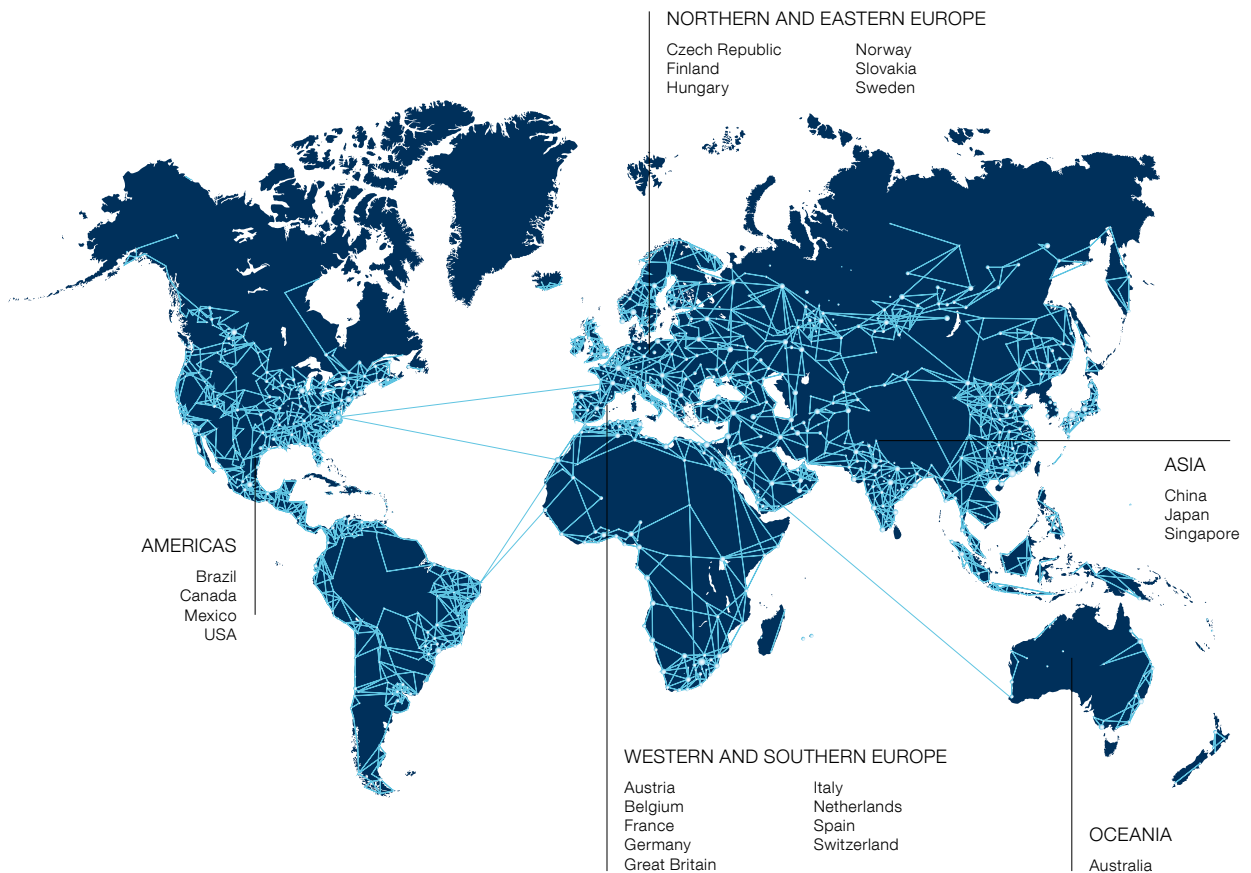 NORTHERN AND EASTERN EUROPE
Czech Republic
Finland
Hungary
Norway
Slovakia
Sweden
ASIA
China
Japan
Singapore
AMERICAS
Brazil
Canada
Mexico
USA
WESTERN AND SOUTHERN EUROPE
Austria
Belgium
France
Germany
Great Britain
Italy
Netherlands
Spain
Switzerland
OCEANIA
Australia